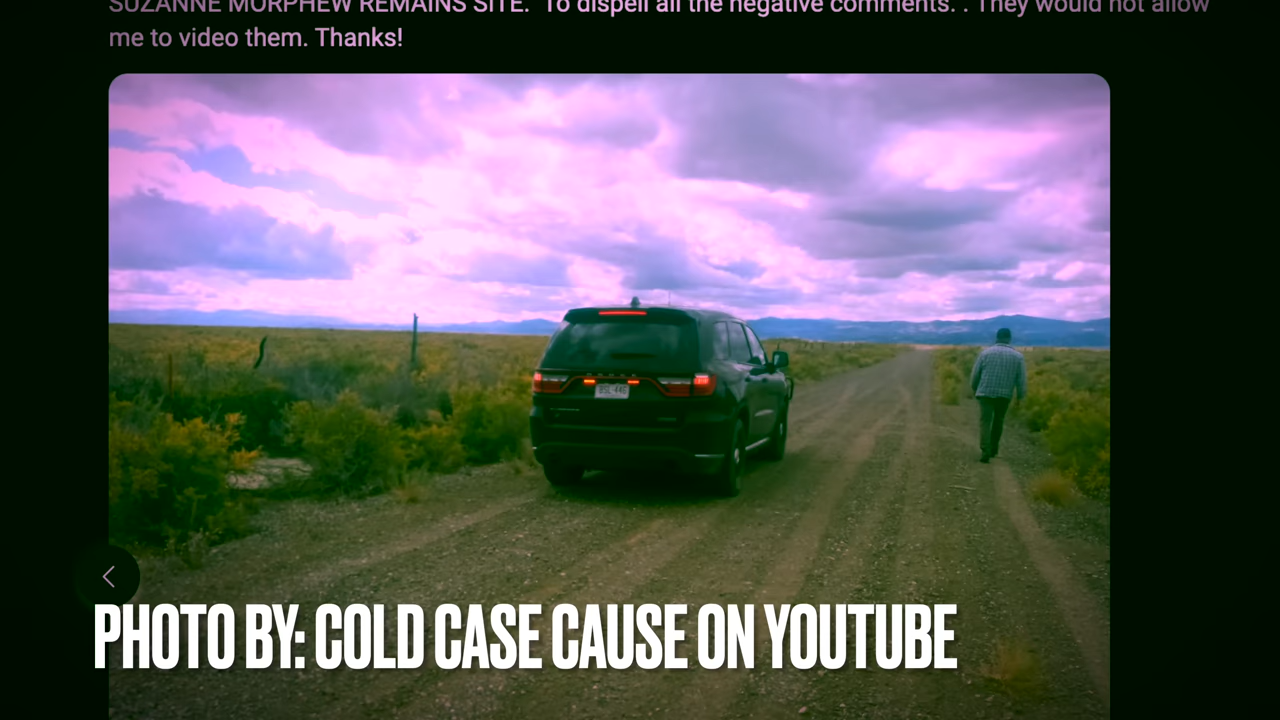 SUZANNE MORPHEW REMAINS SITE. To dispell all the negative comments. . They would not allow
me to video them. Thanks!
DODGE
PHOTO BY: COLD CASE CAUSE ON YOUTUBE